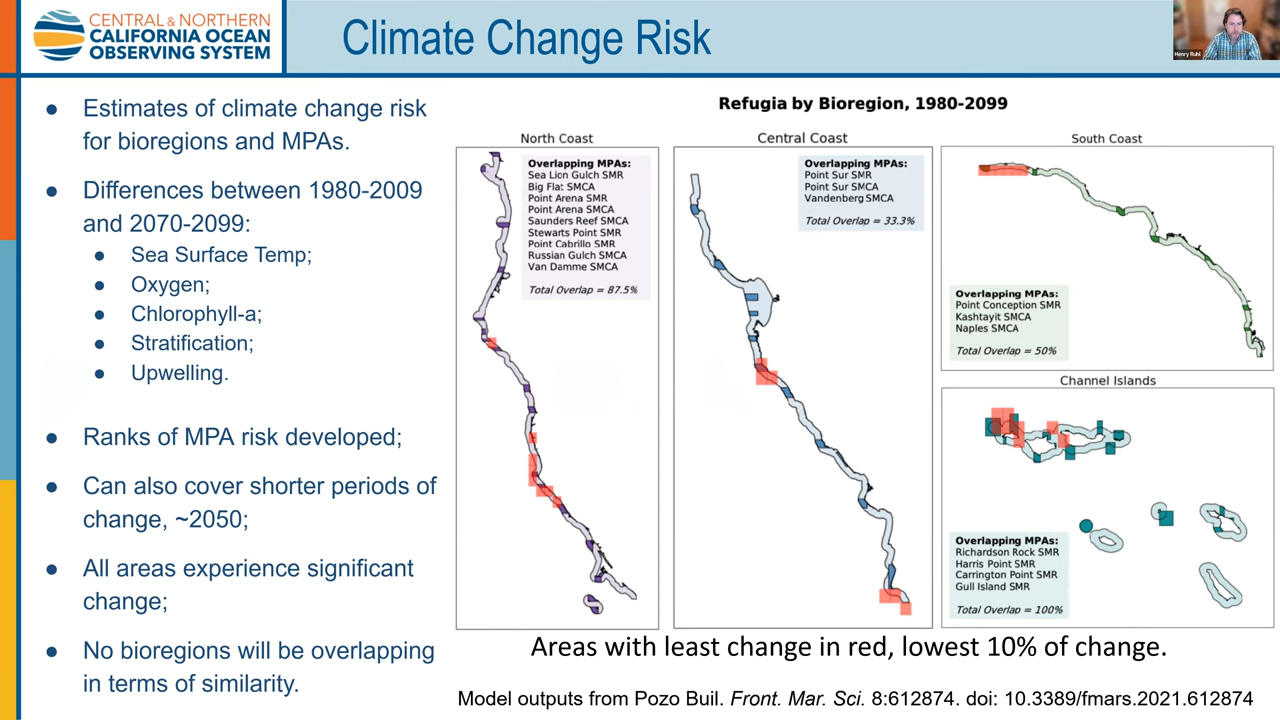 CENTRAL & NORTHERN
CALIFORNIA OCEAN
OBSERVING SYSTEM
Climate Change Risk
Henry Ruhl
● Estimates of climate change risk
for bioregions and MPAs.
● Differences between 1980-2009
and 2070-2099:
● Sea Surface Temp;
● Oxygen;
● Chlorophyll-a;
● Stratification;
● Upwelling.
● Ranks of MPA risk developed;
● Can also cover shorter periods of
change, ~2050;
● All areas experience significant
change;
● No bioregions will be overlapping
in terms of similarity.
Refugia by Bioregion, 1980-2099
North Coast
Overlapping MPAs:
Sea Lion Gulch SMR
Big Flat SMCA
Point Arena SMR
Point Arena SMCA
Saunders Reef SMCA
Stewarts Point SMR
Point Cabrillo SMR
Russian Gulch SMCA
Van Damme SMCA
Total Overlap = 87.5%
Central Coast
Overlapping MPAs:
Point Sur SMR
Point Sur SMCA
Vandenberg SMCA
Total Overlap = 33.3%
South Coast
Overlapping MPAs:
Point Conception SMR
Kashtayit SMCA
Naples SMCA
Total Overlap = 50%
Channel Islands
Overlapping MPAs:
Richardson Rock SMR
Harris Point SMR
Carrington Point SMR
Gull Island SMR
Total Overlap = 100%
Areas with least change in red, lowest 10% of change.
Model outputs from Pozo Buil. Front. Mar. Sci. 8:612874. doi: 10.3389/fmars.2021.612874